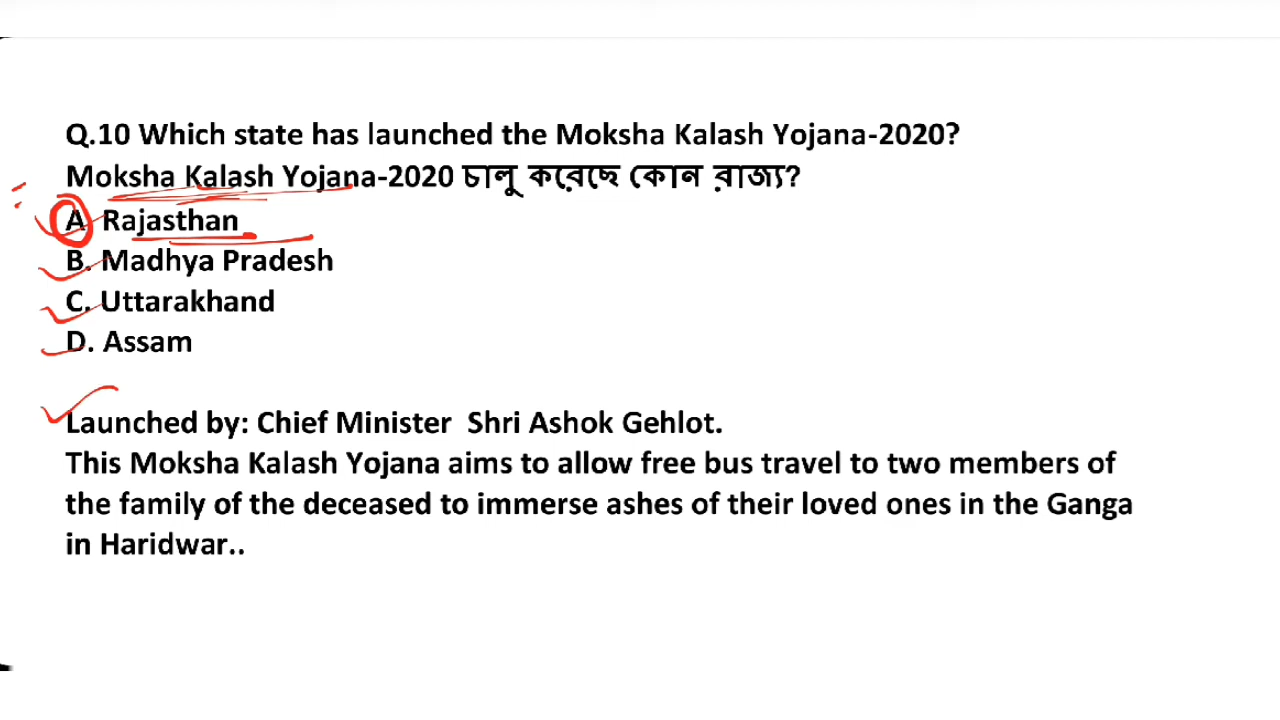 Q.10 Which state has launched the Moksha Kalash Yojana-2020?
Moksha Kalash Yojana-2020 চালু করেছে কোন রাজ্য?
A. Rajasthan
B. Madhya Pradesh
C. Uttarakhand
D. Assam
Launched by: Chief Minister Shri Ashok Gehlot.
This Moksha Kalash Yojana aims to allow free bus travel to two members of
the family of the deceased to immerse ashes of their loved ones in the Ganga
in Haridwar..